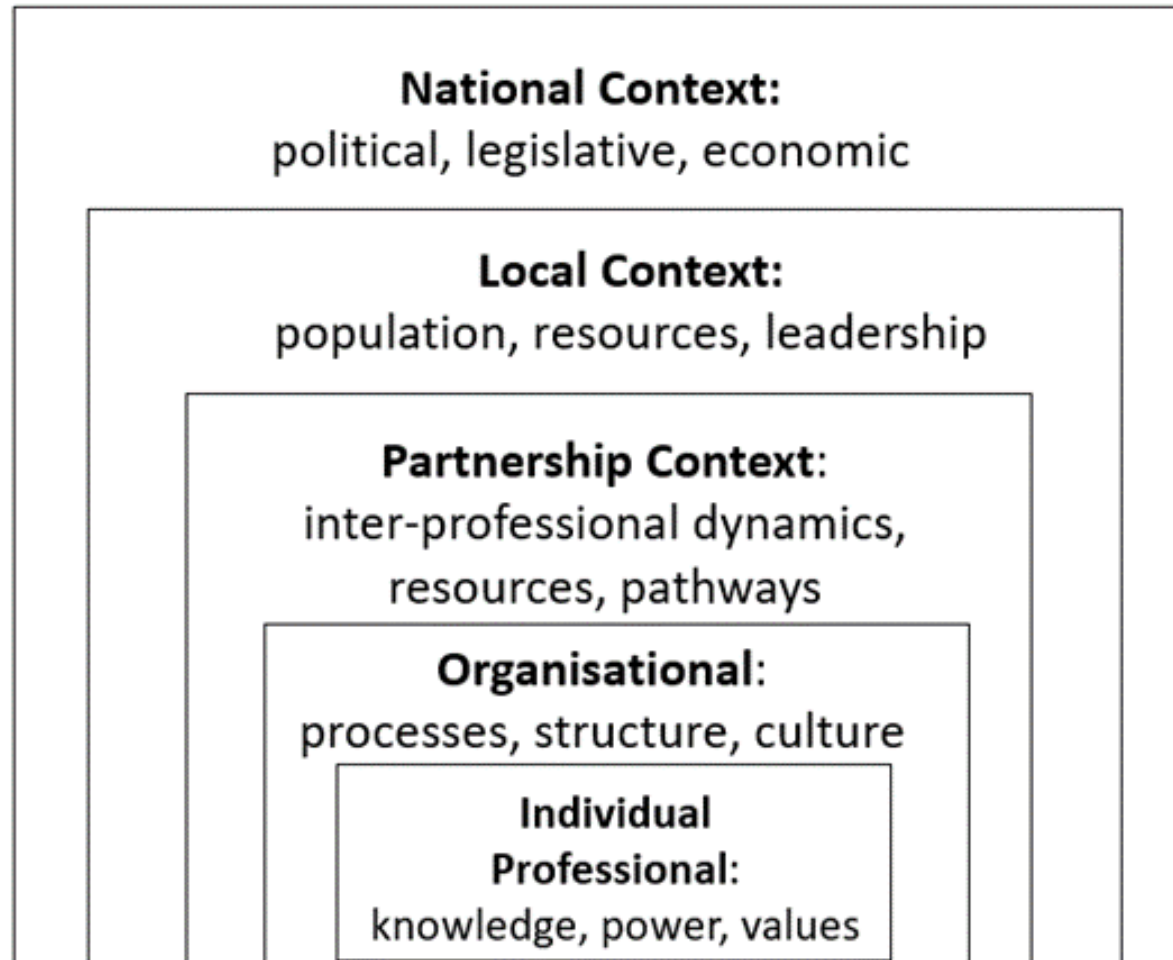 National Context:
political, legislative, economic
Local Context:
population, resources, leadership
Partnership Context:
inter-professional dynamics,
resources, pathways
Organisational:
processes, structure, culture
Individual
Professional:
knowledge, power, values